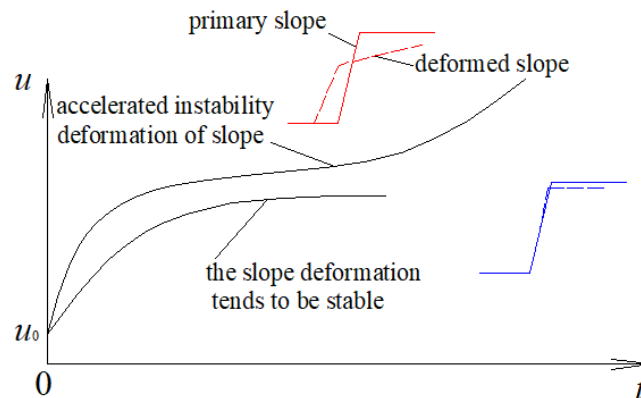 primary slope
deformed slope
u
accelerated instability
deformation of slope
the slope deformation
tends to be stable
u₀
0
t